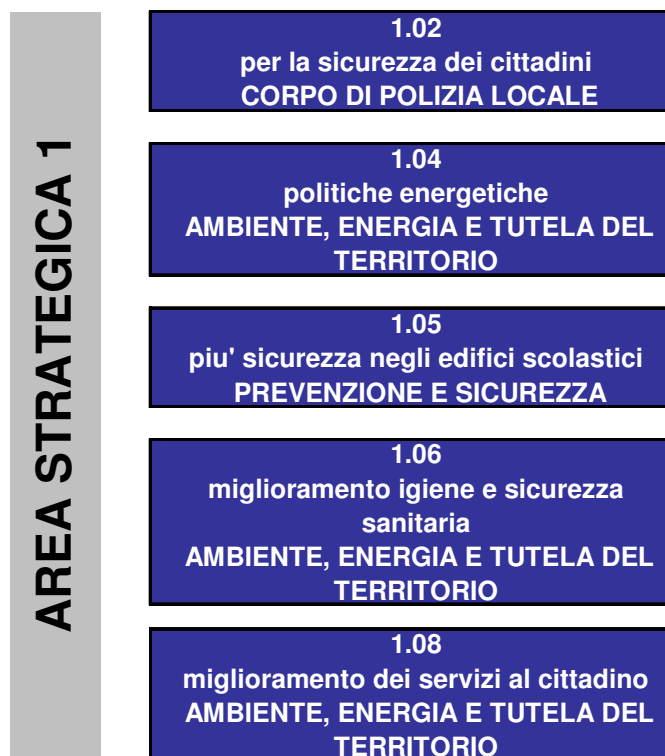 AREA STRATEGICA 1
1.02
per la sicurezza dei cittadini
CORPO DI POLIZIA LOCALE
1.04
politiche energetiche
AMBIENTE, ENERGIA E TUTELA DEL
TERRITORIO
1.05
piu' sicurezza negli edifici scolastici
PREVENZIONE E SICUREZZA
1.06
miglioramento igiene e sicurezza
sanitaria
AMBIENTE, ENERGIA E TUTELA DEL
TERRITORIO
1.08
miglioramento dei servizi al cittadino
AMBIENTE, ENERGIA E TUTELA DEL
TERRITORIO